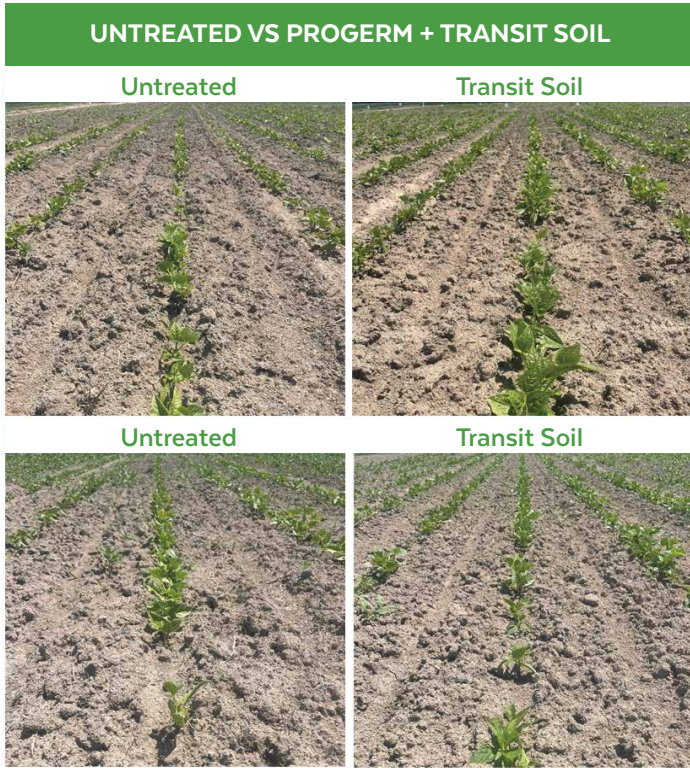 UNTREATED VS PROGERM + TRANSIT SOIL
Untreated
Transit Soil
Untreated
Transit Soil